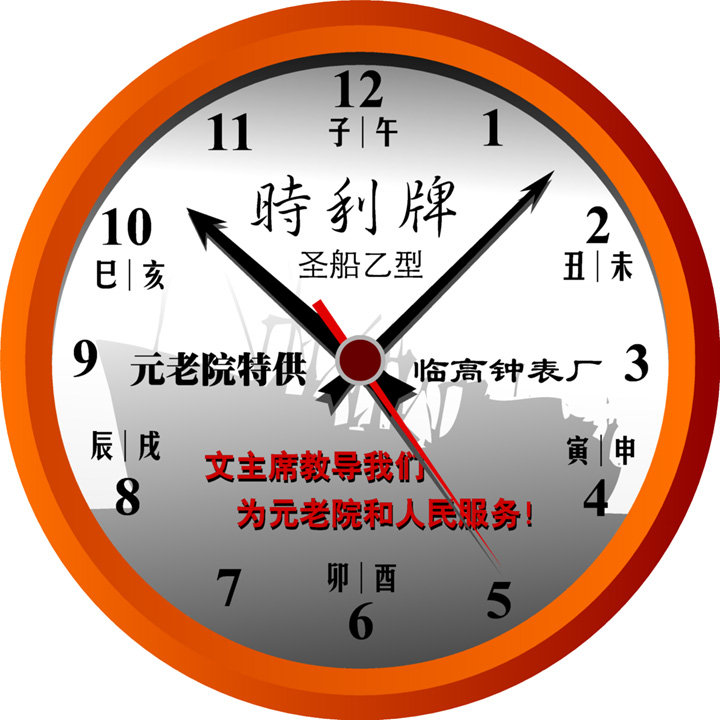 12
11
1
子|午
時利牌
10
2
圣船乙型
巳|亥
丑|未
9
元老院特供
临高钟表厂
3
辰|戌
寅|申
文主席教导我们
8
4
为元老院和人民服务!
7
卯|酉
5
6